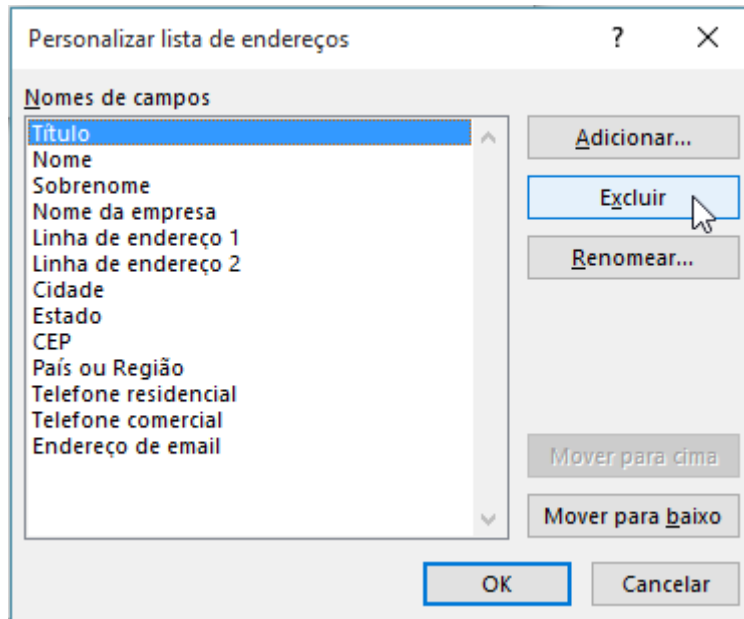 Personalizar lista de endereços
?
Nomes de campos
Título
Nome
Sobrenome
Nome da empresa
Linha de endereço 1
Linha de endereço 2
Cidade
Estado
CEP
País ou Região
Telefone residencial
Telefone comercial
Endereço de email
Adicionar...
Excluir
Renomear...
Mover para cima
Mover para baixo
OK
Cancelar